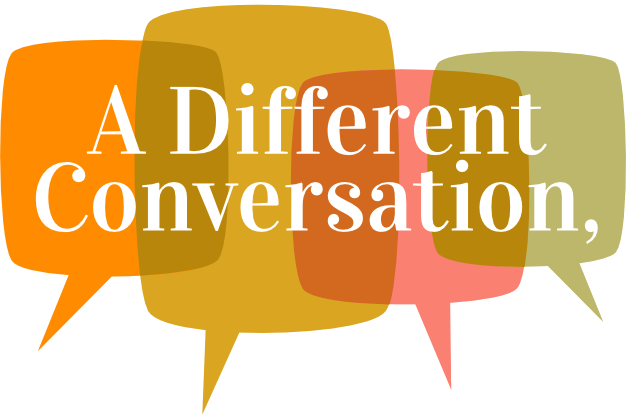 A Different
Conversation,